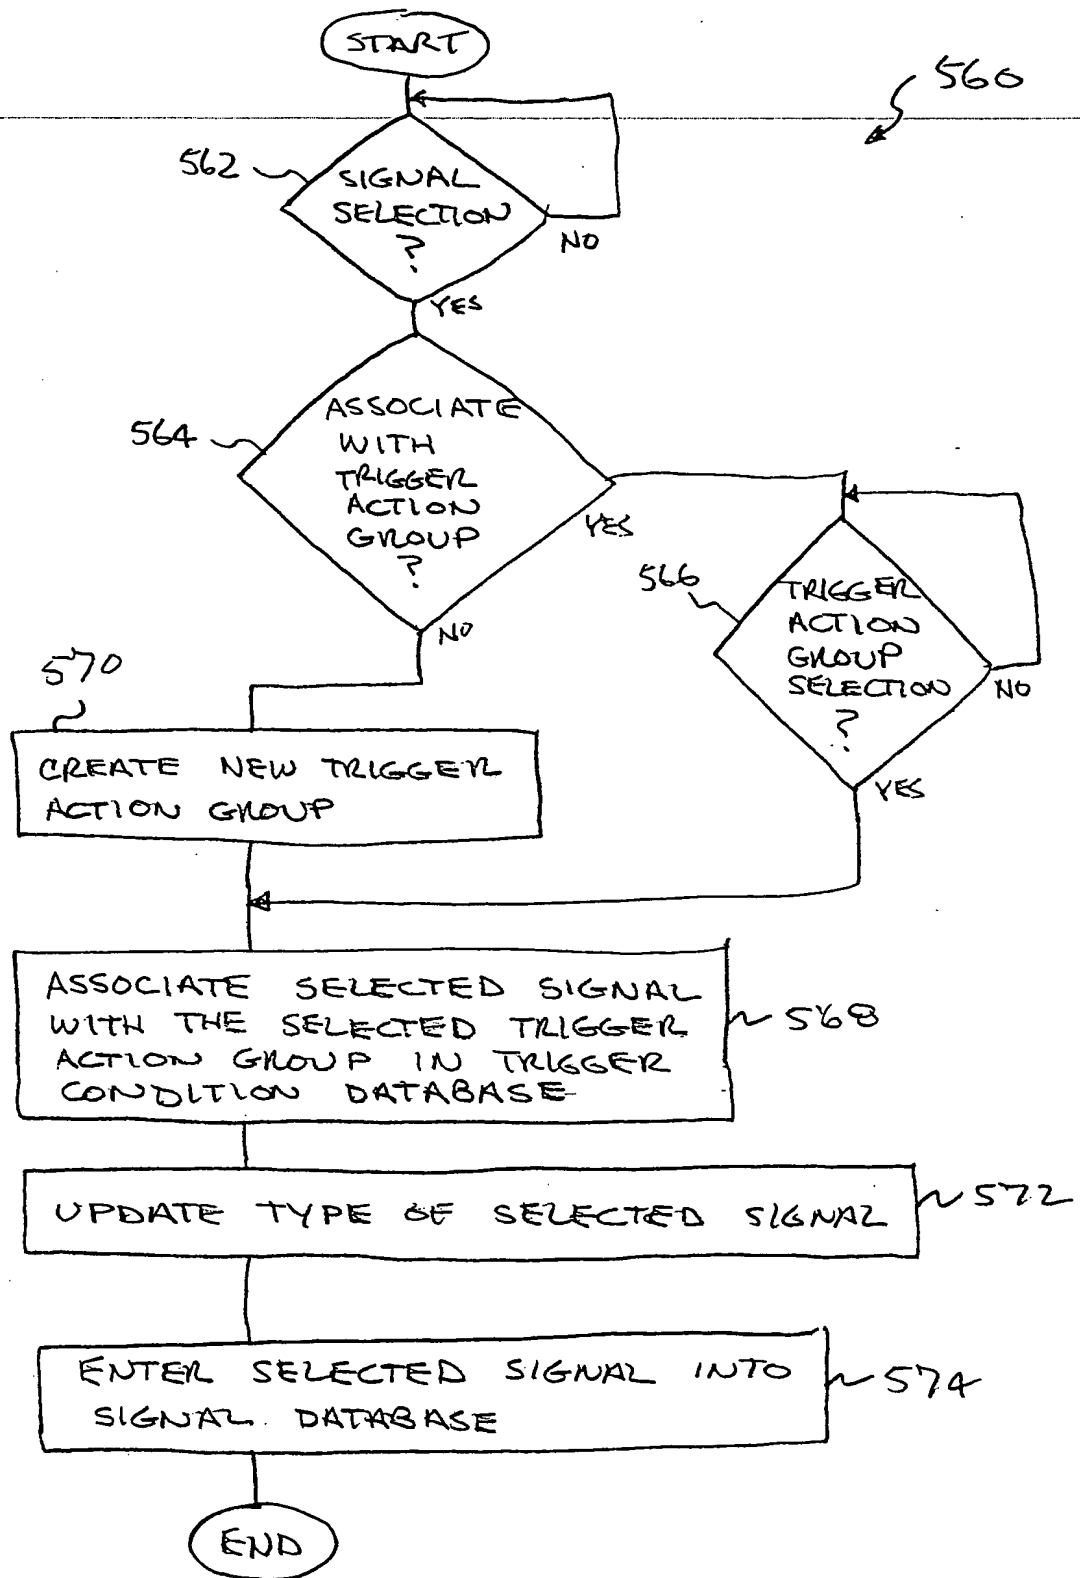 START
560
562
SIGNAL
SELECTION
?
NO
YES
564
ASSOCIATE
WITH
TRIGGER
ACTION
GROUP
?
YES
NO
566
TRIGGER
ACTION
GROUP
SELECTION
?
NO
YES
570
CREATE NEW TRIGGER
ACTION GROUP
ASSOCIATE SELECTED SIGNAL
WITH THE SELECTED TRIGGER
ACTION GROUP IN TRIGGER
CONDITION DATABASE
568
UPDATE TYPE OF SELECTED SIGNAL
572
ENTER SELECTED SIGNAL INTO
SIGNAL DATABASE
574
END